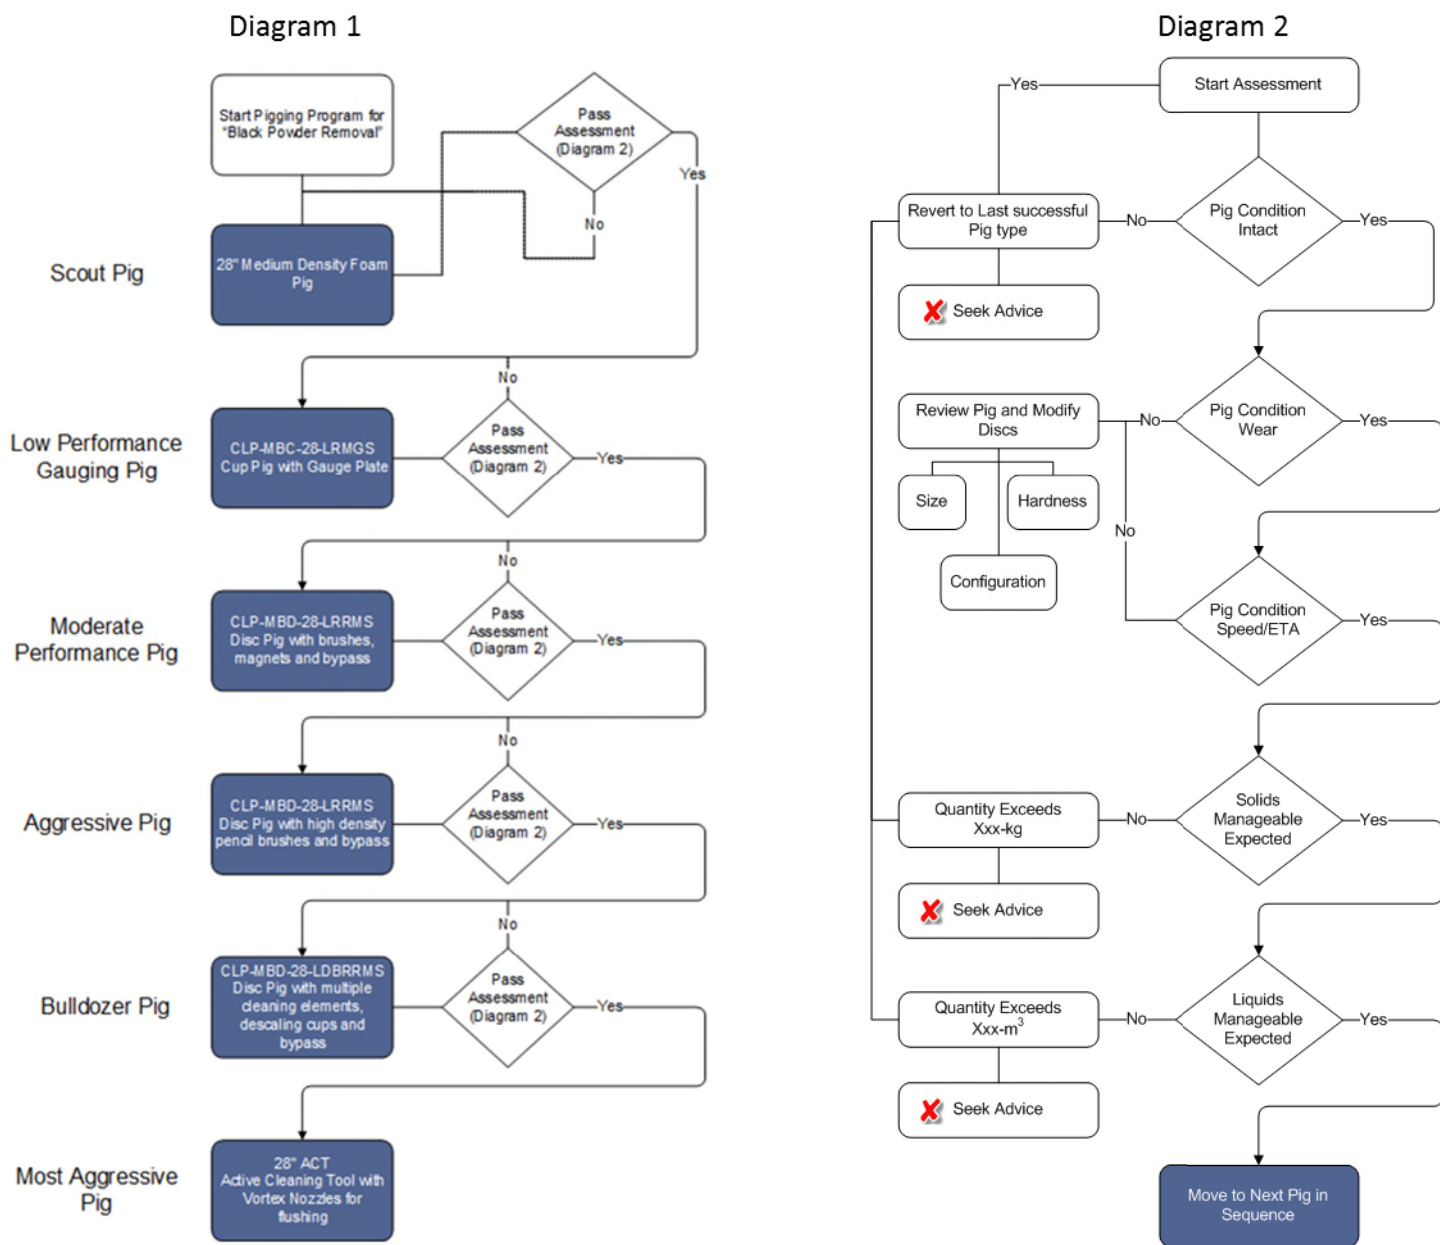 Diagram 1
Start Pigging Program for
"Black Powder Removal"
Pass
Assessment
(Diagram 2)
Yes
No
Scout Pig
28" Medium Density Foam
Pig
No
Low Performance
Gauging Pig
CLP-MBC-28-LRMGS
Cup Pig with Gauge Plate
Pass
Assessment
(Diagram 2)
Yes
No
Moderate
Performance Pig
CLP-MBD-28-LRRMS
Disc Pig with brushes,
magnets and bypass
Pass
Assessment
(Diagram 2)
Yes
No
Aggressive Pig
CLP-MBD-28-LRRMS
Disc Pig with high density
pencil brushes and bypass
Pass
Assessment
(Diagram 2)
Yes
No
Bulldozer Pig
CLP-MBD-28-LDBRRMS
Disc Pig with multiple
cleaning elements,
descaling cups and
bypass
Pass
Assessment
(Diagram 2)
Yes
Most Aggressive
Pig
28" ACT
Active Cleaning Tool with
Vortex Nozzles for
flushing
Diagram 2
Start Assessment
Yes
Revert to Last successful
Pig type
No
Pig Condition
Intact
Yes
Seek Advice
Review Pig and Modify
Discs
No
Pig Condition
Wear
Yes
Size
Hardness
Configuration
No
Pig Condition
Speed/ETA
Yes
Quantity Exceeds
Xxx-kg
No
Solids
Manageable
Expected
Yes
Seek Advice
Quantity Exceeds
Xxx-m³
No
Liquids
Manageable
Expected
Yes
Seek Advice
Move to Next Pig in
Sequence